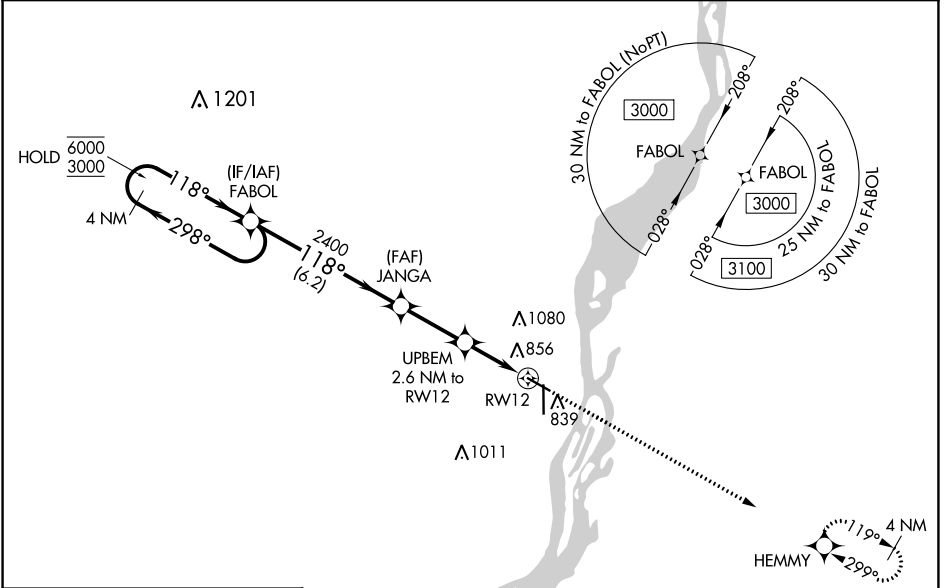 1201
HOLD
6000
3000
4 NM
118°
298°
(IF/IAF)
FABOL
2400
118°
(6.2)
(FAF)
JANGA
UPBEM
2.6 NM to
RW12
RW12
1080
856
839
1011
HEMMY
119°
299°
4 NM
30 NM to FABOL (NoPT)
3000
208°
FABOL
028°
208°
FABOL
3000
028°
3100
25 NM to FABOL
30 NM to FABOL